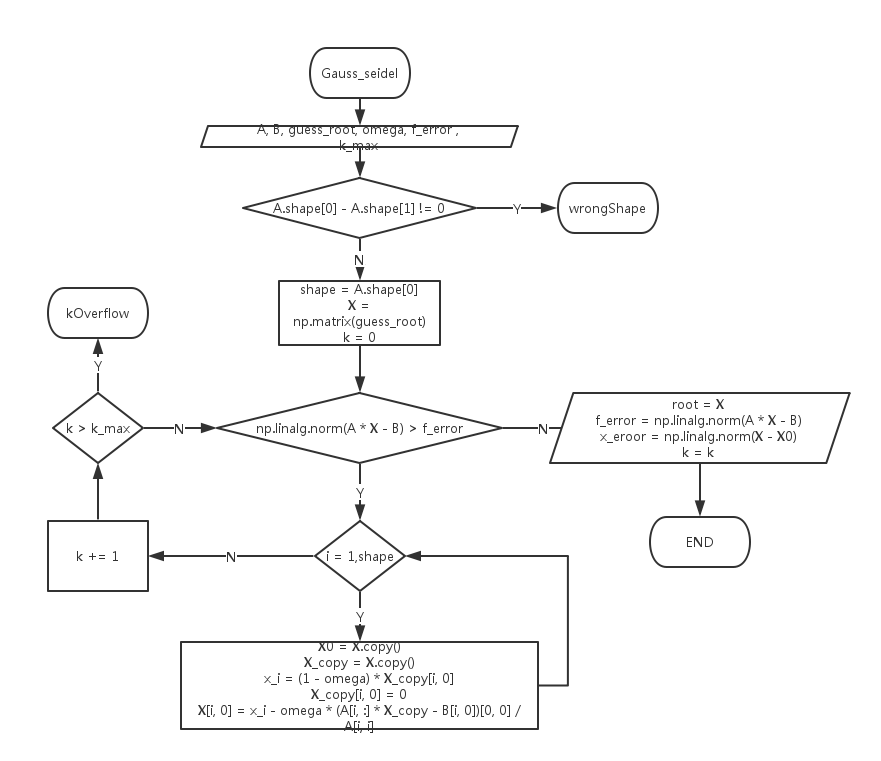 Gauss_seidel
A, B, guess_root, omega, f_error ,
k_max
A.shape[0] - A.shape[1] != 0
Y
wrongShape
N
shape = A.shape[0]
X =
np.matrix(guess_root)
k = 0
kOverflow
Y
k > k_max
N
np.linalg.norm(A * X - B) > f_error
N
root = X
f_error = np.linalg.norm(A * X - B)
x_eroor = np.linalg.norm(X - X0)
k = k
Y
END
k += 1
N
i = 1,shape
Y
X0 = X.copy()
X_copy = X.copy()
x_i = (1 - omega) * X_copy[i, 0]
X_copy[i, 0] = 0
X[i, 0] = x_i - omega * (A[i, :] * X_copy - B[i, 0])[0, 0] /
A[i, i]